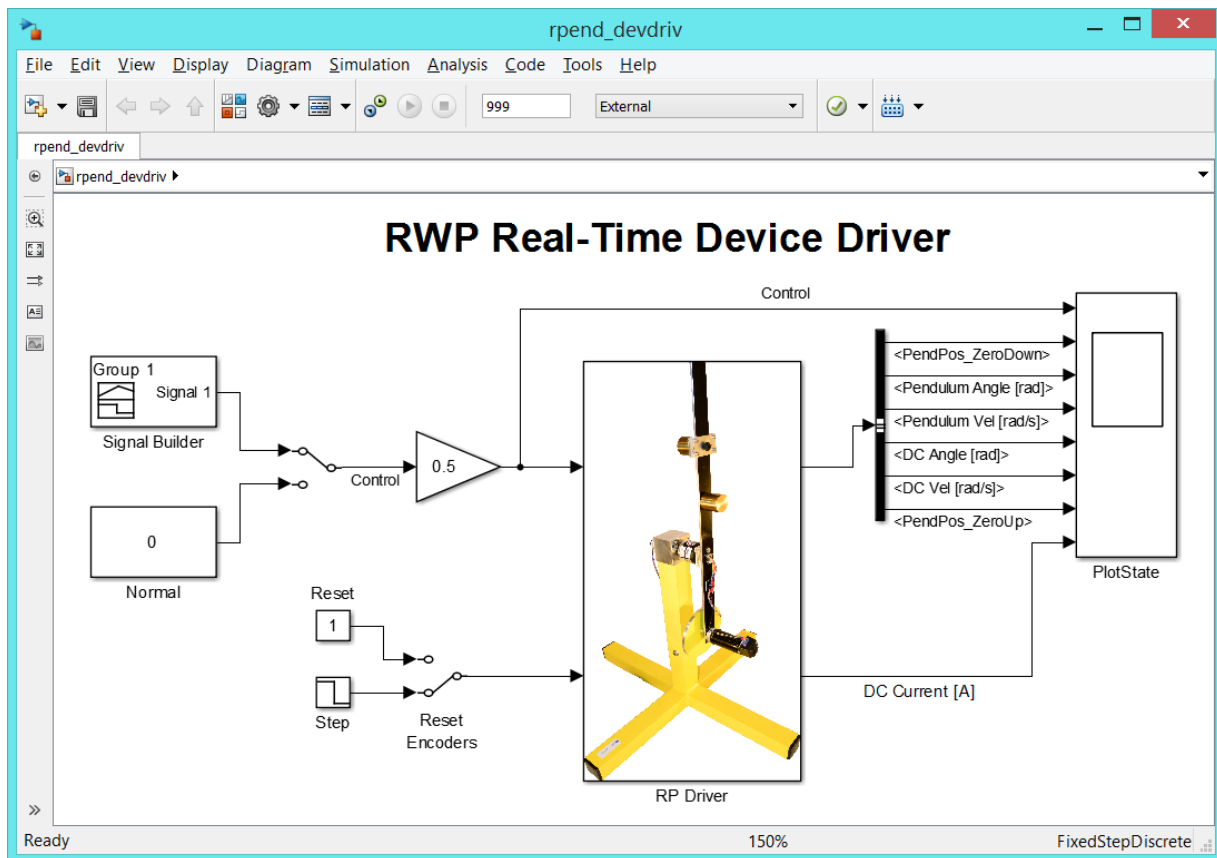 rpend_devdriv
File Edit View Display Diagram Simulation Analysis Code Tools Help
999 External
rpend_devdriv
rpend_devdriv
RWP Real-Time Device Driver
Control
Group 1
Signal 1
Signal Builder
<PendPos_ZeroDown>
<Pendulum Angle [rad]>
<Pendulum Vel [rad/s]>
<DC Angle [rad]>
<DC Vel [rad/s]>
<PendPos_ZeroUp>
PlotState
0.5
Control
0
Normal
Reset
1
Step
Reset
Encoders
DC Current [A]
RP Driver
Ready 150% FixedStepDiscrete